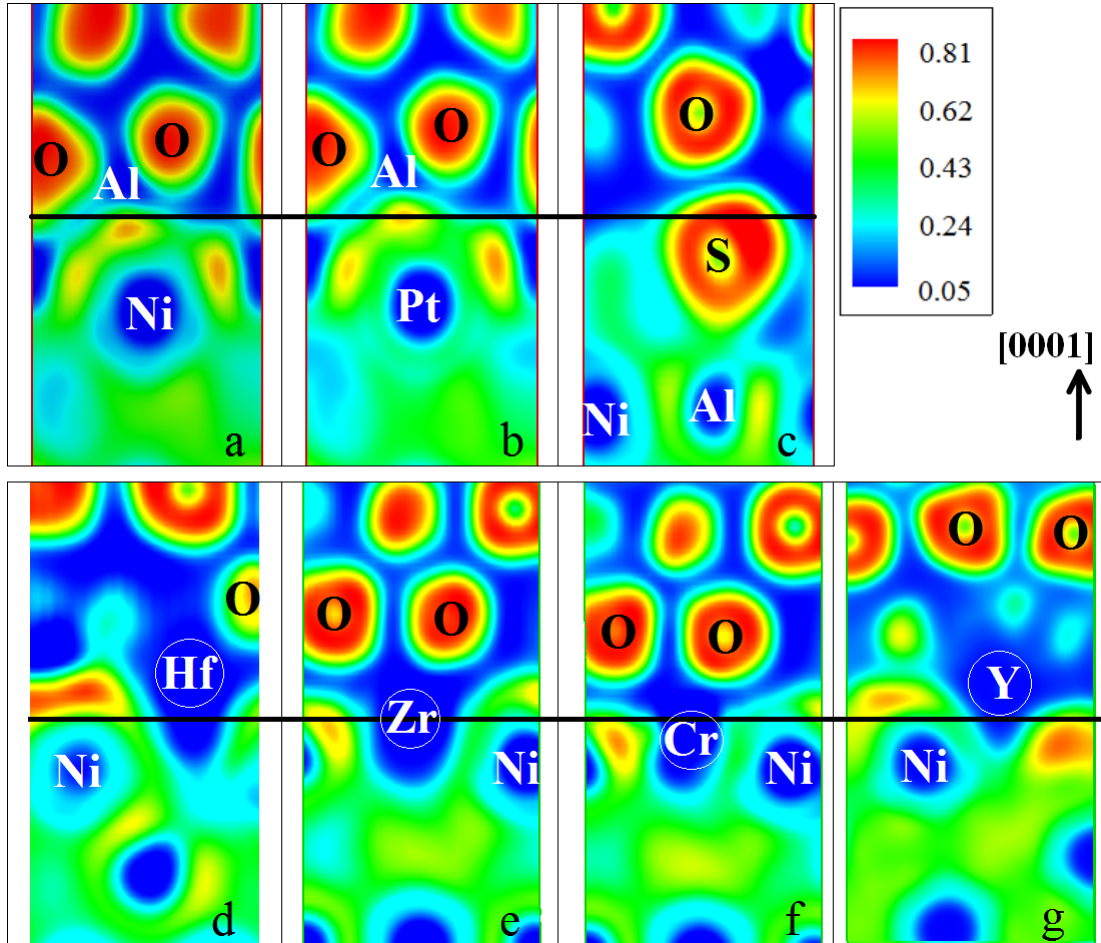 O
O
Al
Ni
a
O
O
Al
Pt
b
O
S
Ni
Al
c
0.81
0.62
0.43
0.24
0.05
[0001]
O
Hf
Ni
d
O
O
Zr
Ni
e
O
O
Cr
Ni
f
O
O
Y
Ni
g